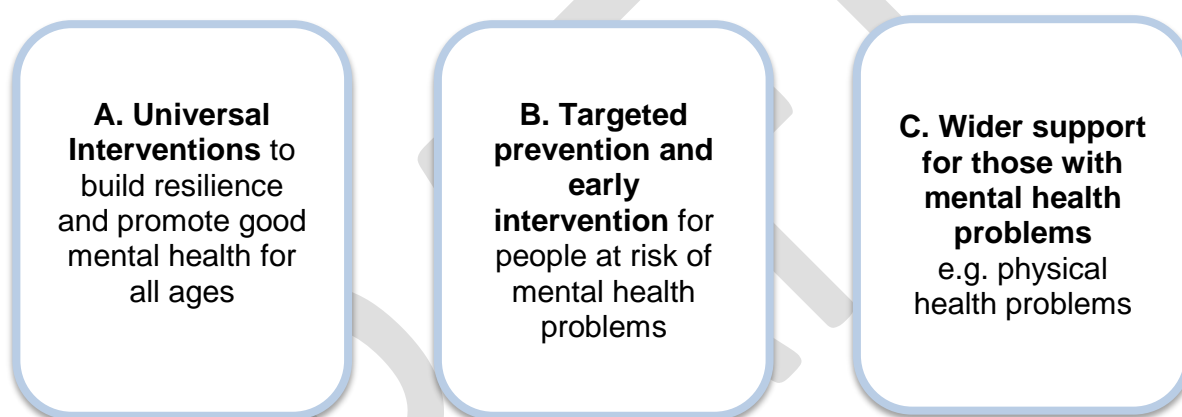 A. Universal
Interventions to
build resilience
and promote good
mental health for
all ages
B. Targeted
prevention and
early
intervention for
people at risk of
mental health
problems
C. Wider support
for those with
mental health
problems
e.g. physical
health problems